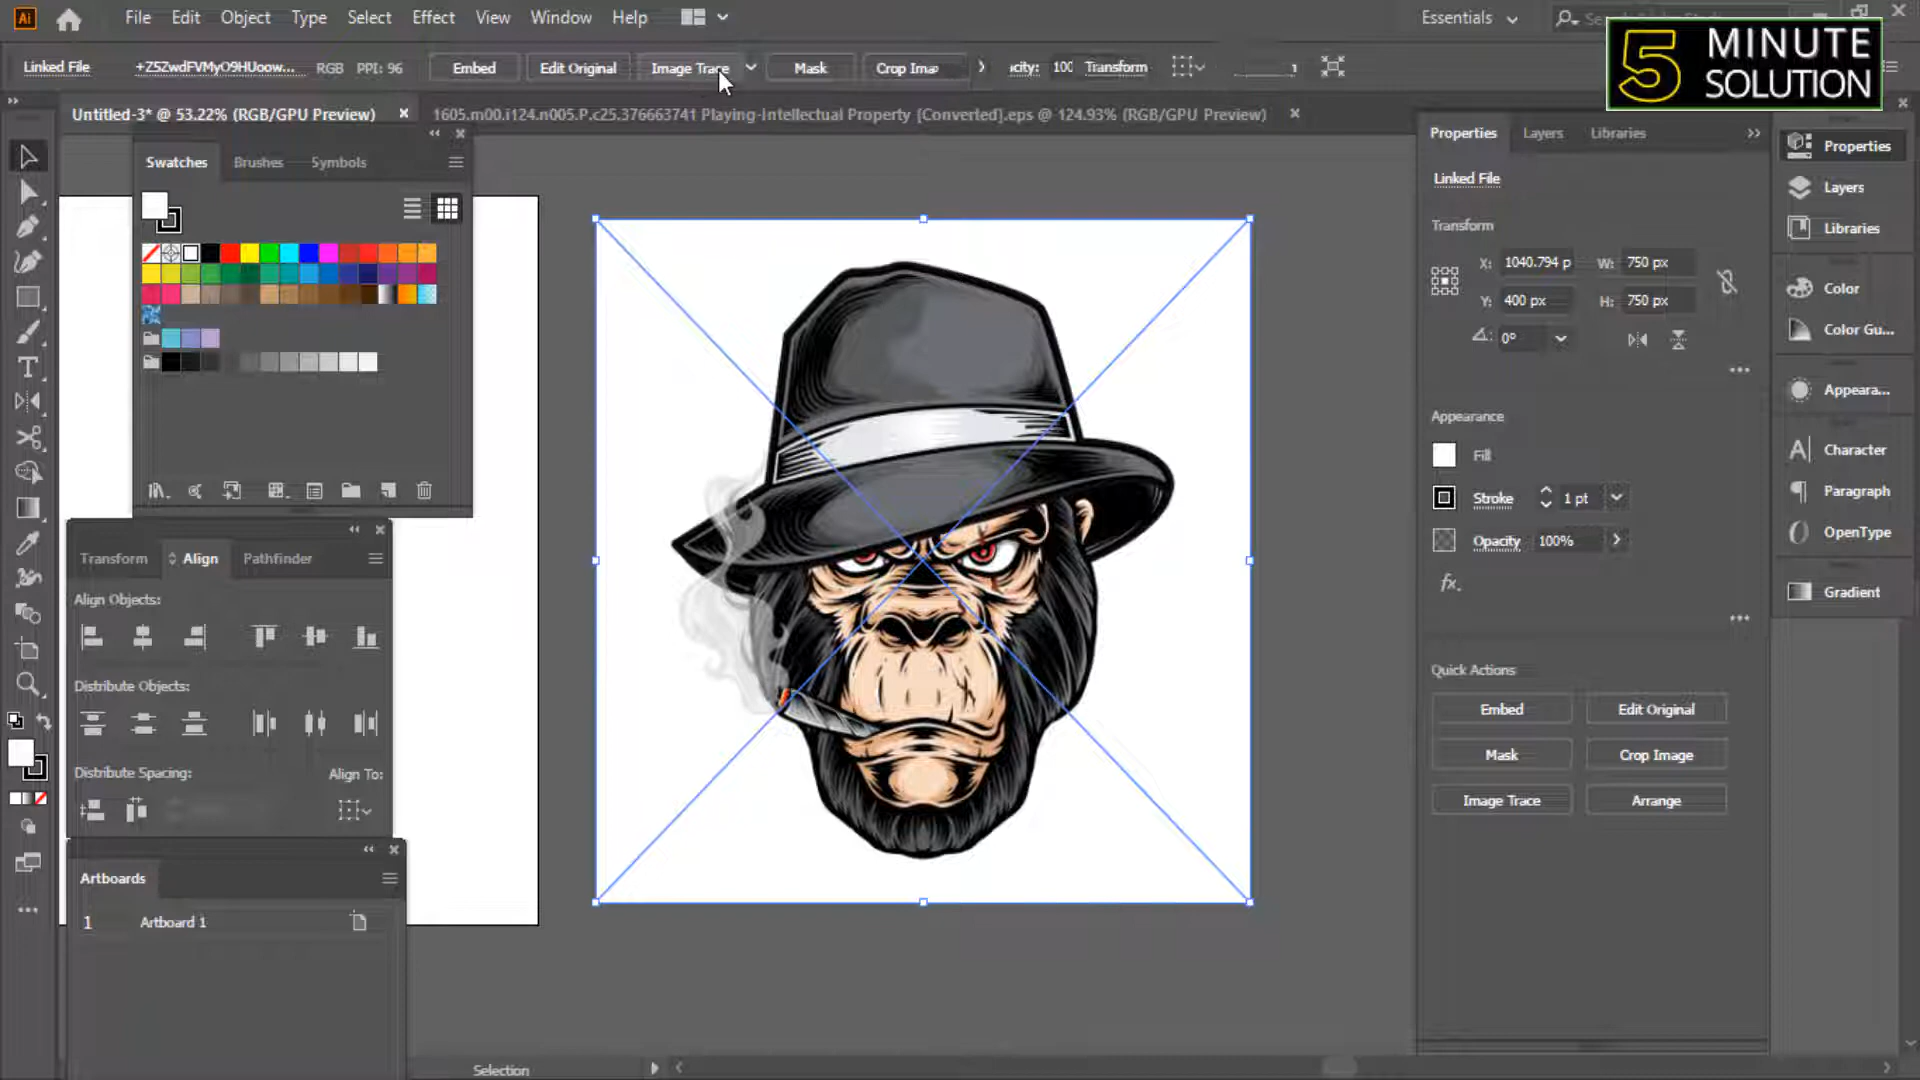 Ai File Edit Object Type Select Effect View Window Help Essentials
5 MINUTE SOLUTION
Linked File +Z5ZwdFVMyO9HUoow... RGB PPI: 96 Embed Edit Original Image Trace Mask Crop Ima acity: 100 Transform
Untitled-3* @ 53.22% (RGB/GPU Preview) 1605.m00.i124.n005.P.c25.376663741 Playing-Intellectual Property [Converted].eps @ 124.93% (RGB/GPU Preview)
Swatches Brushes Symbols
Transform Align Pathfinder
Align Objects:
Distribute Objects:
Distribute Spacing: Align To:
Artboards
1 Artboard 1
Selection
Properties Layers Libraries
Linked File
Transform
X: 1040.794 p W: 750 px
Y: 400 px H: 750 px
0°
Appearance
Fill
Stroke 1 pt
Opacity 100%
fx.
Quick Actions
Embed Edit Original
Mask Crop Image
Image Trace Arrange
Properties
Layers
Libraries
Color
Color Gu...
Appeara...
Character
Paragraph
OpenType
Gradient